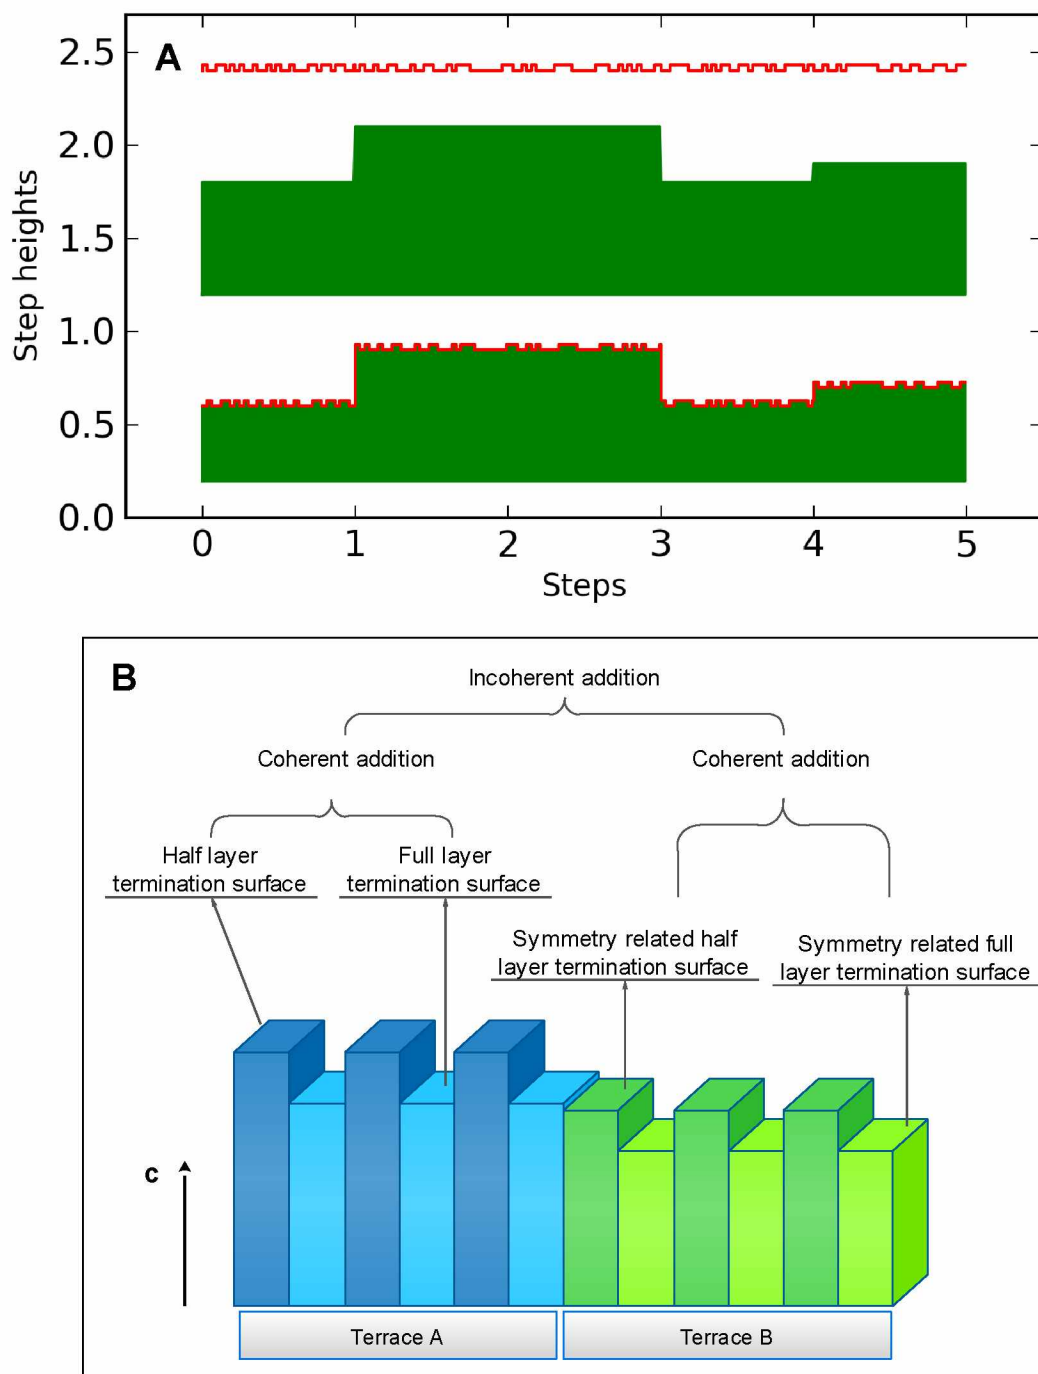 A
2.5
2.0
1.5
1.0
0.5
0.0
Step heights
0 1 2 3 4 5
Steps
B
Incoherent addition
Coherent addition
Coherent addition
Half layer
termination surface
Full layer
termination surface
Symmetry related half
layer termination surface
Symmetry related full
layer termination surface
c
Terrace A
Terrace B